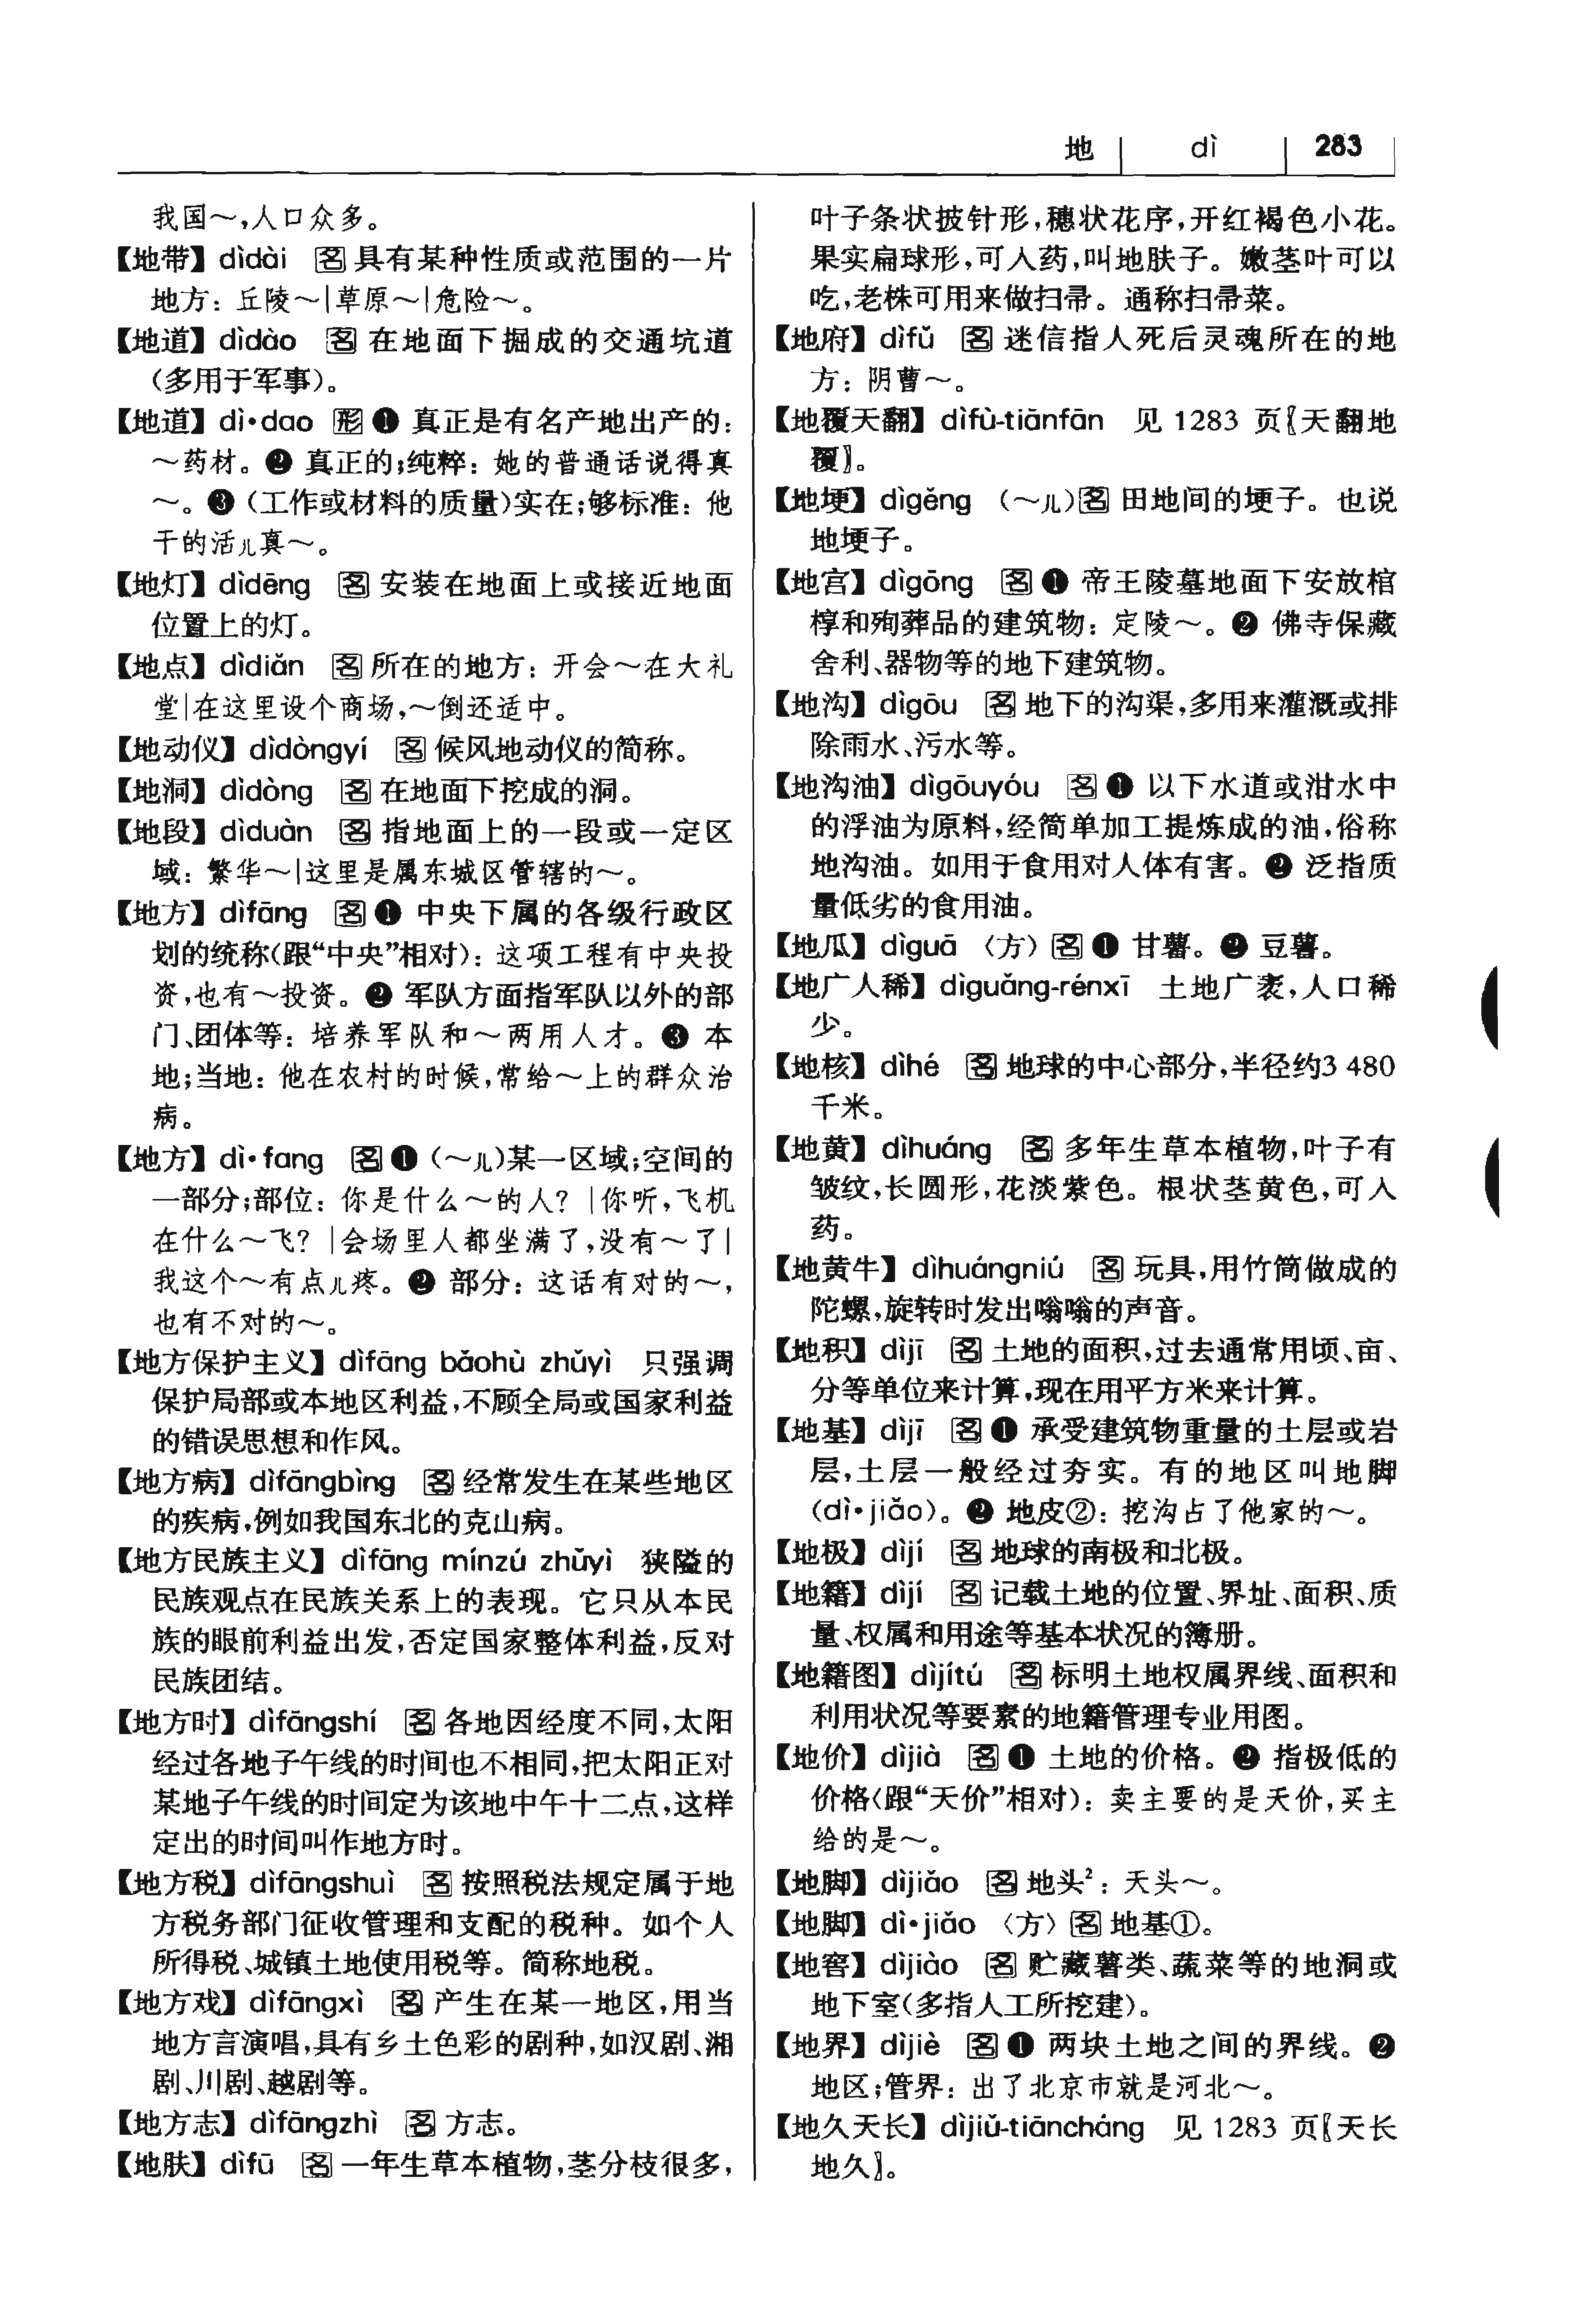 地 dì 283
我国～,人口众多。
【地带】dìdài 名 具有某种性质或范围的一片
地方：丘陵～|草原～|危险～。
【地道】dìdào 名 在地面下掘成的交通坑道
（多用于军事）。
【地道】dì·dao 形 ❶ 真正是有名产地出产的：
～药材。❷ 真正的;纯粹：她的普通话说得真
～。❸（工作或材料的质量）实在;够标准：他
干的活儿真～。
【地灯】dìdēng 名 安装在地面上或接近地面
位置上的灯。
【地点】dìdiǎn 名 所在的地方：开会～在大礼
堂|在这里设个商场,～倒还适中。
【地动仪】dìdòngyí 名 候风地动仪的简称。
【地洞】dìdòng 名 在地面下挖成的洞。
【地段】dìduàn 名 指地面上的一段或一定区
域：繁华～|这里是属东城区管辖的～。
【地方】dìfāng 名 ❶ 中央下属的各级行政区
划的统称（跟“中央”相对）：这项工程有中央投
资,也有～投资。❷ 军队方面指军队以外的部
门、团体等：培养军队和～两用人才。❸ 本
地;当地：他在农村的时候,常给～上的群众治
病。
【地方】dì·fang 名 ❶（～儿）某一区域;空间的
一部分;部位：你是什么～的人？|你听,飞机
在什么～飞？|会场里人都坐满了,没有～了|
我这个～有点儿疼。❷ 部分：这话有对的～,
也有不对的～。
【地方保护主义】dìfāng bǎohù zhǔyì 只强调
保护局部或本地区利益,不顾全局或国家利益
的错误思想和作风。
【地方病】dìfāngbìng 名 经常发生在某些地区
的疾病,例如我国东北的克山病。
【地方民族主义】dìfāng mínzú zhǔyì 狭隘的
民族观点在民族关系上的表现。它只从本民
族的眼前利益出发,否定国家整体利益,反对
民族团结。
【地方时】dìfāngshí 名 各地因经度不同,太阳
经过各地子午线的时间也不相同,把太阳正对
某地子午线的时间定为该地中午十二点,这样
定出的时间叫作地方时。
【地方税】dìfāngshuì 名 按照税法规定属于地
方税务部门征收管理和支配的税种。如个人
所得税、城镇土地使用税等。简称地税。
【地方戏】dìfāngxì 名 产生在某一地区,用当
地方言演唱,具有乡土色彩的剧种,如汉剧、湘
剧、川剧、越剧等。
【地方志】dìfāngzhì 名 方志。
【地肤】dìfū 名 一年生草本植物,茎分枝很多,
叶子条状披针形,穗状花序,开红褐色小花。
果实扁球形,可入药,叫地肤子。嫩茎叶可以
吃,老株可用来做扫帚。通称扫帚菜。
【地府】dìfǔ 名 迷信指人死后灵魂所在的地
方：阴曹～。
【地覆天翻】dìfù-tiānfān 见 1283 页〖天翻地
覆〗。
【地埂】dìgěng（～儿）名 田地间的埂子。也说
地埂子。
【地宫】dìgōng 名 ❶ 帝王陵墓地面下安放棺
椁和殉葬品的建筑物：定陵～。❷ 佛寺保藏
舍利、器物等的地下建筑物。
【地沟】dìgōu 名 地下的沟渠,多用来灌溉或排
除雨水、污水等。
【地沟油】dìgōuyóu 名 ❶ 以下水道或泔水中
的浮油为原料,经简单加工提炼成的油,俗称
地沟油。如用于食用对人体有害。❷ 泛指质
量低劣的食用油。
【地瓜】dìguā〈方〉名 ❶ 甘薯。❷ 豆薯。
【地广人稀】dìguǎng-rénxī 土地广袤,人口稀
少。
【地核】dìhé 名 地球的中心部分,半径约3 480
千米。
【地黄】dìhuáng 名 多年生草本植物,叶子有
皱纹,长圆形,花淡紫色。根状茎黄色,可入
药。
【地黄牛】dìhuángniú 名 玩具,用竹筒做成的
陀螺,旋转时发出嗡嗡的声音。
【地积】dìjī 名 土地的面积,过去通常用顷、亩、
分等单位来计算,现在用平方米来计算。
【地基】dìjī 名 ❶ 承受建筑物重量的土层或岩
层,土层一般经过夯实。有的地区叫地脚
（dì·jiǎo）。❷ 地皮②：挖沟占了他家的～。
【地极】dìjí 名 地球的南极和北极。
【地籍】dìjí 名 记载土地的位置、界址、面积、质
量、权属和用途等基本状况的簿册。
【地籍图】dìjítú 名 标明土地权属界线、面积和
利用状况等要素的地籍管理专业用图。
【地价】dìjià 名 ❶ 土地的价格。❷ 指极低的
价格（跟“天价”相对）：卖主要的是天价,买主
给的是～。
【地脚】dìjiǎo 名 地头²：天头～。
【地脚】dì·jiǎo〈方〉名 地基①。
【地窖】dìjiào 名 贮藏薯类、蔬菜等的地洞或
地下室（多指人工所挖建）。
【地界】dìjiè 名 ❶ 两块土地之间的界线。❷
地区;管界：出了北京市就是河北～。
【地久天长】dìjiǔ-tiāncháng 见 1283 页〖天长
地久〗。